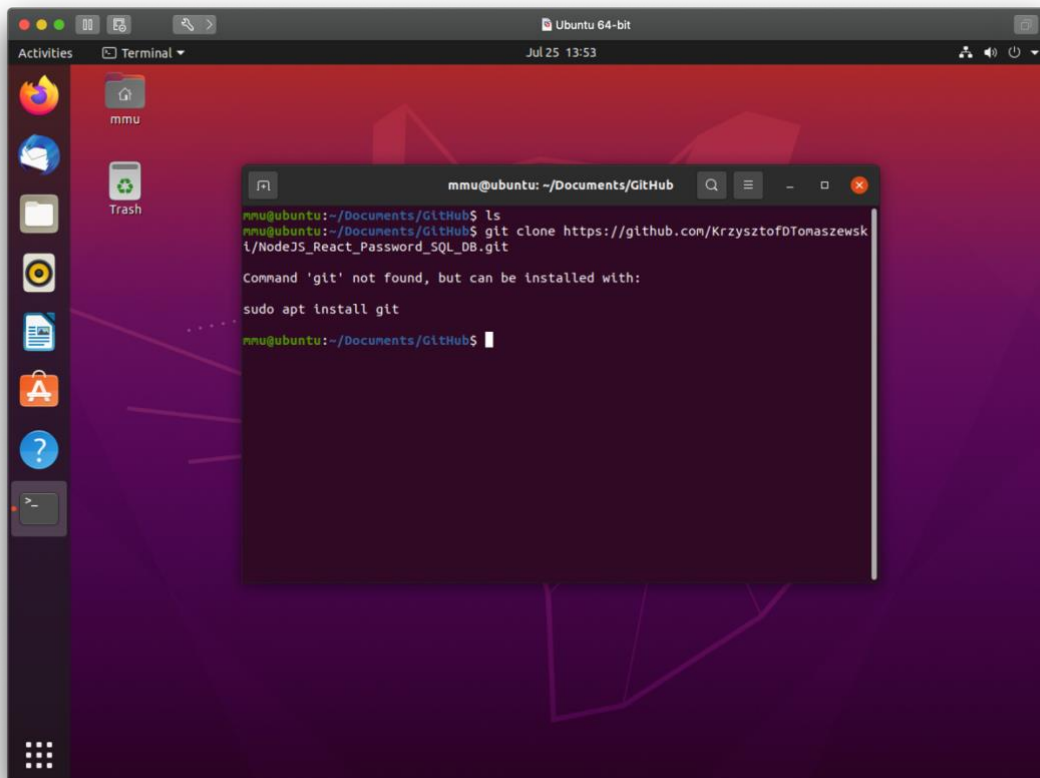 Ubuntu 64-bit
Activities
Terminal
Jul 25 13:53
mmu
Trash
mmu@ubuntu: ~/Documents/GitHub
mmu@ubuntu:~/Documents/GitHub$ ls
mmu@ubuntu:~/Documents/GitHub$ git clone https://github.com/KrzysztofDTomaszewsk
i/NodeJS_React_Password_SQL_DB.git
Command 'git' not found, but can be installed with:
sudo apt install git
mmu@ubuntu:~/Documents/GitHub$